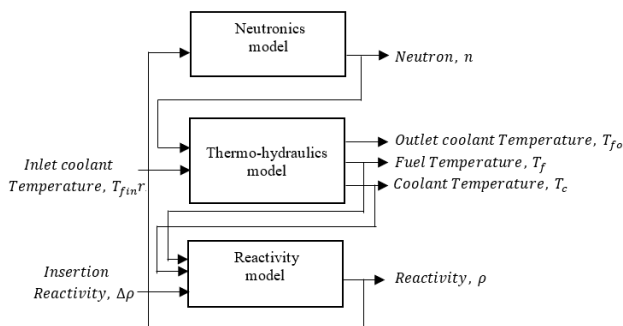 Neutronics
model
Neutron, n
Thermo-hydraulics
model
Outlet coolant Temperature, T_fo
Fuel Temperature, T_f
Coolant Temperature, T_c
Inlet coolant
Temperature, T_fin r
Reactivity
model
Insertion
Reactivity, Δρ
Reactivity, ρ